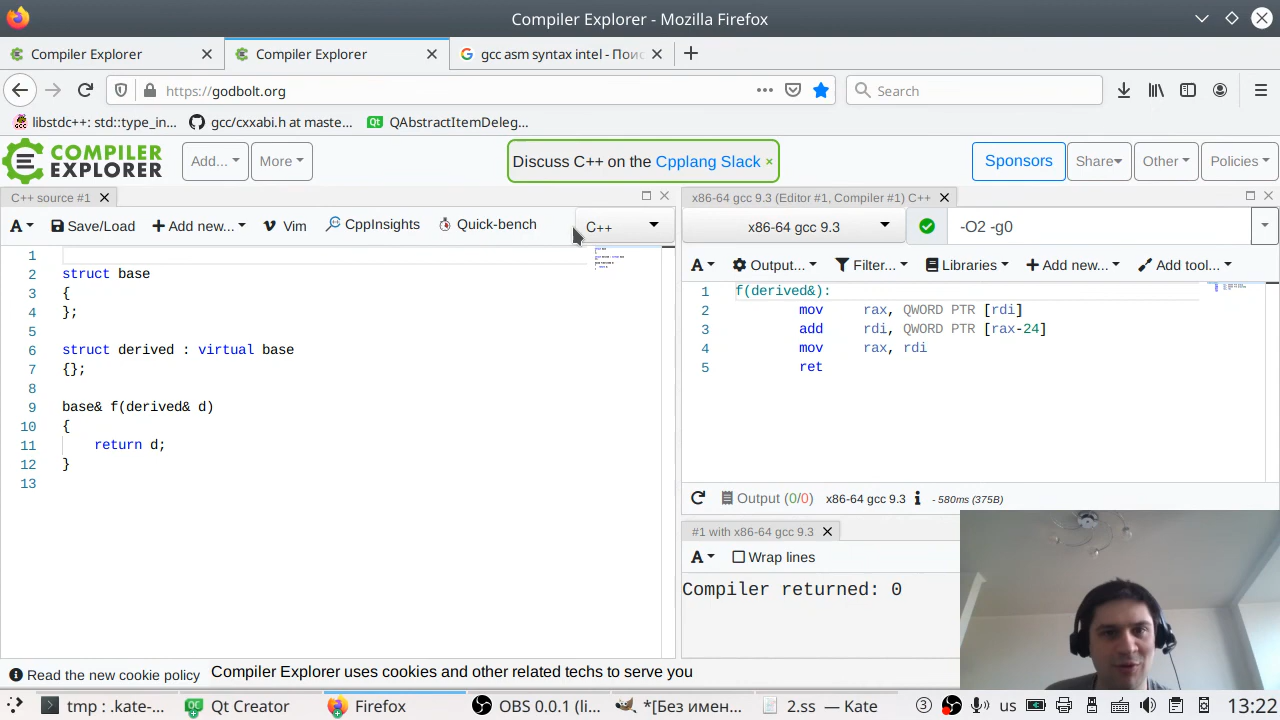 Compiler Explorer - Mozilla Firefox
Compiler Explorer
Compiler Explorer
gcc asm syntax intel - Поис
https://godbolt.org
Search
libstdc++: std::type_in...
gcc/cxxabi.h at maste...
QAbstractItemDeleg...
COMPILER EXPLORER
Add...
More
Discuss C++ on the Cpplang Slack ×
Sponsors
Share
Other
Policies
C++ source #1
x86-64 gcc 9.3 (Editor #1, Compiler #1) C++
A
Save/Load
+ Add new...
Vim
CppInsights
Quick-bench
C++
x86-64 gcc 9.3
-O2 -g0
A
Output...
Filter...
Libraries
+ Add new...
Add tool...
1
2 struct base
3 {
4 };
5
6 struct derived : virtual base
7 {};
8
9 base& f(derived& d)
10 {
11 return d;
12 }
13
1 f(derived&):
2 mov rax, QWORD PTR [rdi]
3 add rdi, QWORD PTR [rax-24]
4 mov rax, rdi
5 ret
Output (0/0) x86-64 gcc 9.3 i - 580ms (375B)
#1 with x86-64 gcc 9.3
A
Wrap lines
Compiler returned: 0
Read the new cookie policy
Compiler Explorer uses cookies and other related techs to serve you
tmp : .kate-...
Qt Creator
Firefox
OBS 0.0.1 (li...
*[Без имен...
2.ss — Kate
3
us
13:22